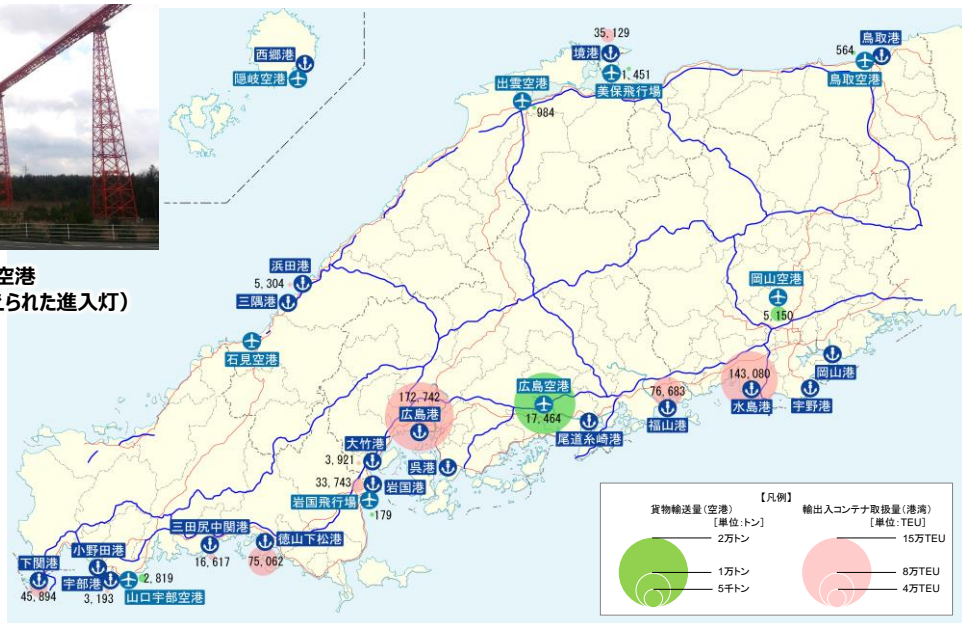 空港
られた進入灯）
西郷港
隠岐空港
35,129
境港
1,451
美保飛行場
出雲空港
984
564
鳥取港
鳥取空港
浜田港
5,304
三隅港
石見空港
岡山空港
5,150
岡山港
宇野港
143,080
水島港
76,683
福山港
広島空港
17,464
尾道糸崎港
172,742
広島港
呉港
大竹港
3,921
33,743
岩国港
岩国飛行場
179
三田尻中関港
16,617
徳山下松港
75,062
下関港
45,894
小野田港
宇部港
3,193
2,819
山口宇部空港
【凡例】
貨物輸送量（空港）
[単位:トン]
2万トン
1万トン
5千トン
輸出入コンテナ取扱量（港湾）
[単位:TEU]
15万TEU
8万TEU
4万TEU